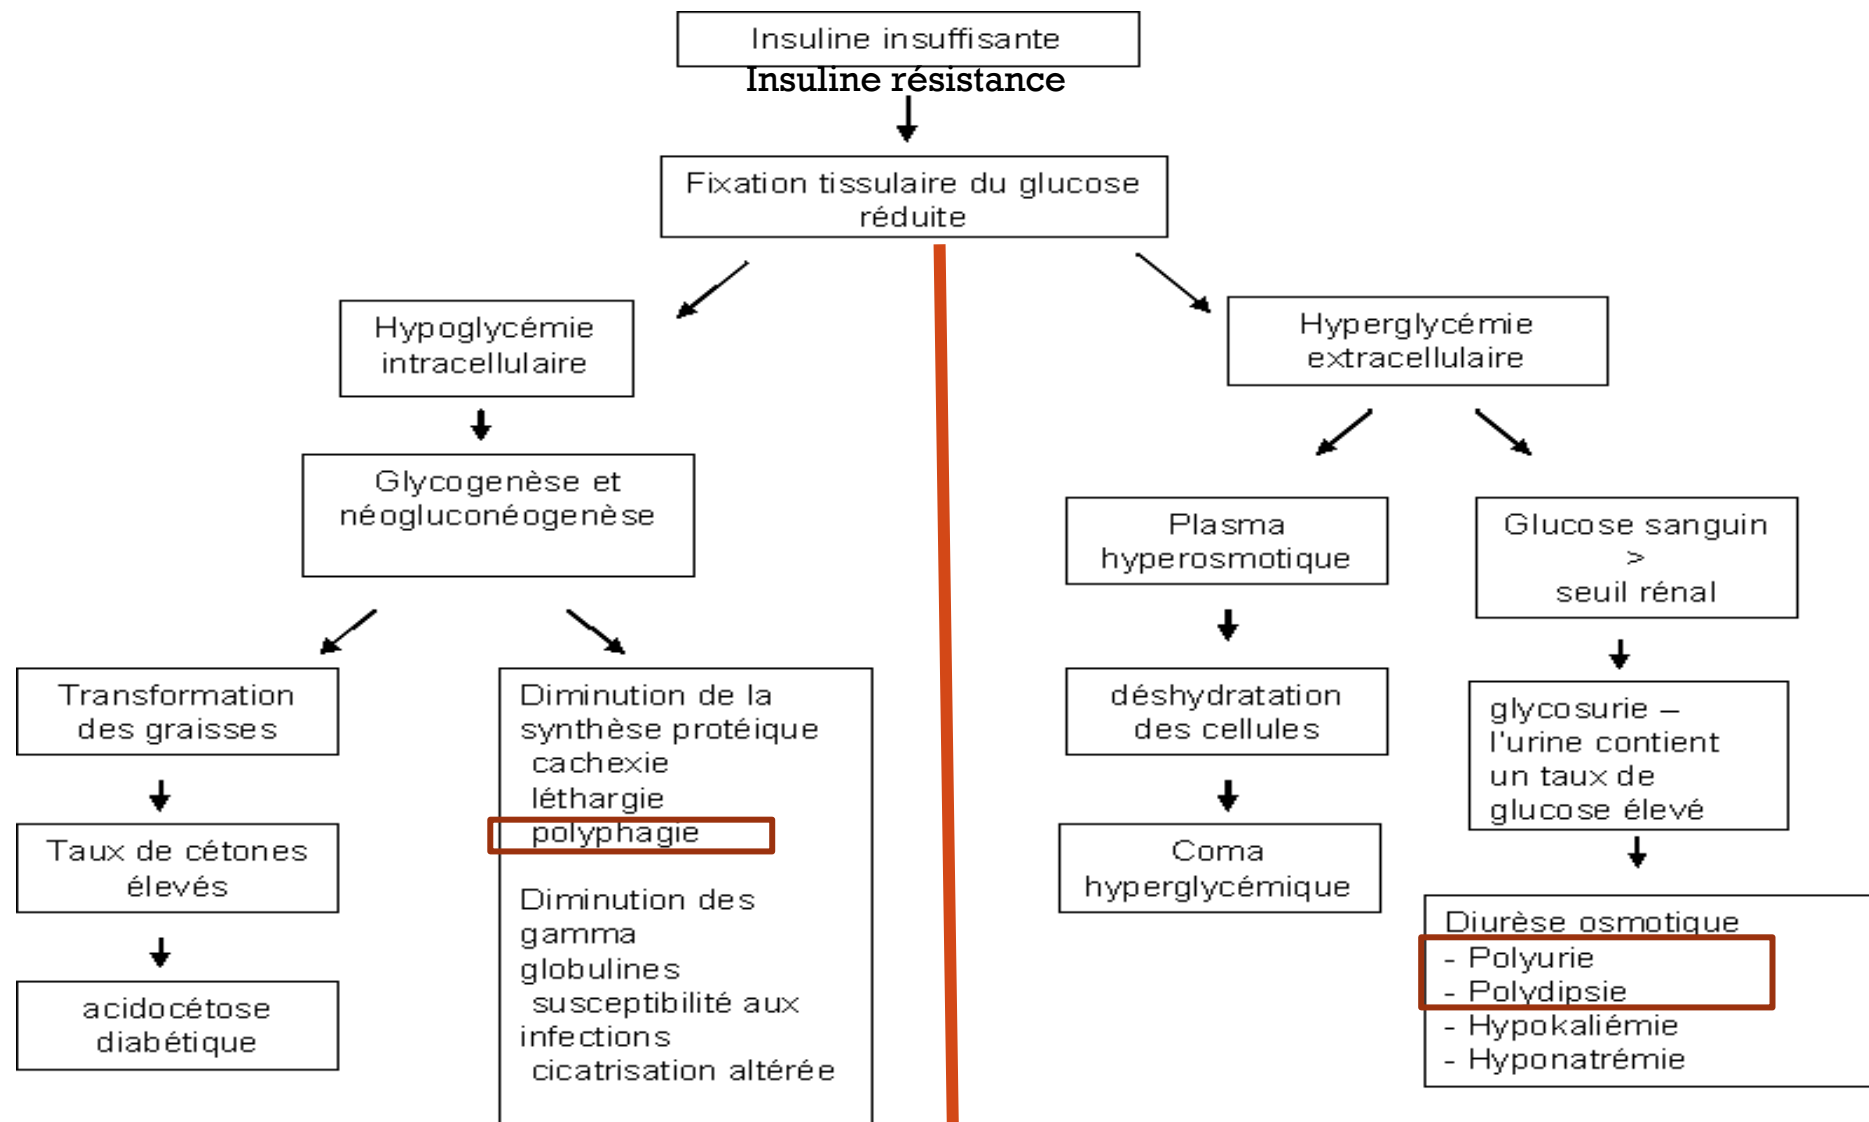 Insuline insuffisante
Insuline résistance
Fixation tissulaire du glucose
réduite
Hypoglycémie
intracellulaire
Hyperglycémie
extracellulaire
Glycogenèse et
néogluconéogenèse
Plasma
hyperosmotique
Glucose sanguin
>
seuil rénal
Transformation
des graisses
Diminution de la
synthèse protéique
cachexie
léthargie
polyphagie
Diminution des
gamma
globulines
susceptibilité aux
infections
cicatrisation altérée
déshydratation
des cellules
glycosurie –
l'urine contient
un taux de
glucose élevé
Taux de cétones
élevés
Coma
hyperglycémique
acidocétose
diabétique
Diurèse osmotique
- Polyurie
- Polydipsie
- Hypokaliémie
- Hyponatrémie